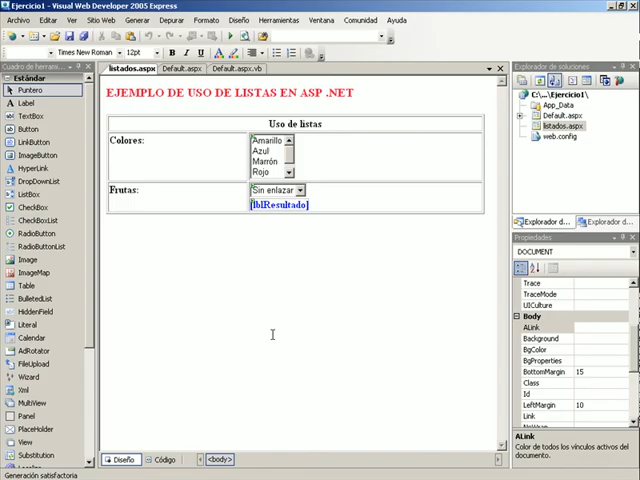 Ejercicio1 - Visual Web Developer 2005 Express
Archivo Editar Ver Sitio Web Generar Depurar Formato Diseño Herramientas Ventana Comunidad Ayuda
Times New Roman 12pt
Cuadro de herrami...
Estándar
Puntero
Label
TextBox
Button
LinkButton
ImageButton
HyperLink
DropDownList
ListBox
CheckBox
CheckBoxList
RadioButton
RadioButtonList
Image
ImageMap
Table
BulletedList
HiddenField
Literal
Calendar
AdRotator
FileUpload
Wizard
Xml
MultiView
Panel
PlaceHolder
View
Substitution
listados.aspx Default.aspx Default.aspx.vb
EJEMPLO DE USO DE LISTAS EN ASP .NET
Uso de listas
Colores:
Amarillo
Azul
Marrón
Rojo
Frutas:
Sin enlazar
[lblResultado]
Diseño Código <body>
Explorador de soluciones
C:\...\Ejercicio1\
App_Data
Default.aspx
listados.aspx
web.config
Explorador d... Explorador d...
Propiedades
DOCUMENT
Trace
TraceMode
UICulture
Body
ALink
Background
BgColor
BgProperties
BottomMargin 15
Class
Id
LeftMargin 10
Link
ALink
Color de todos los vínculos activos del documento.
Generación satisfactoria